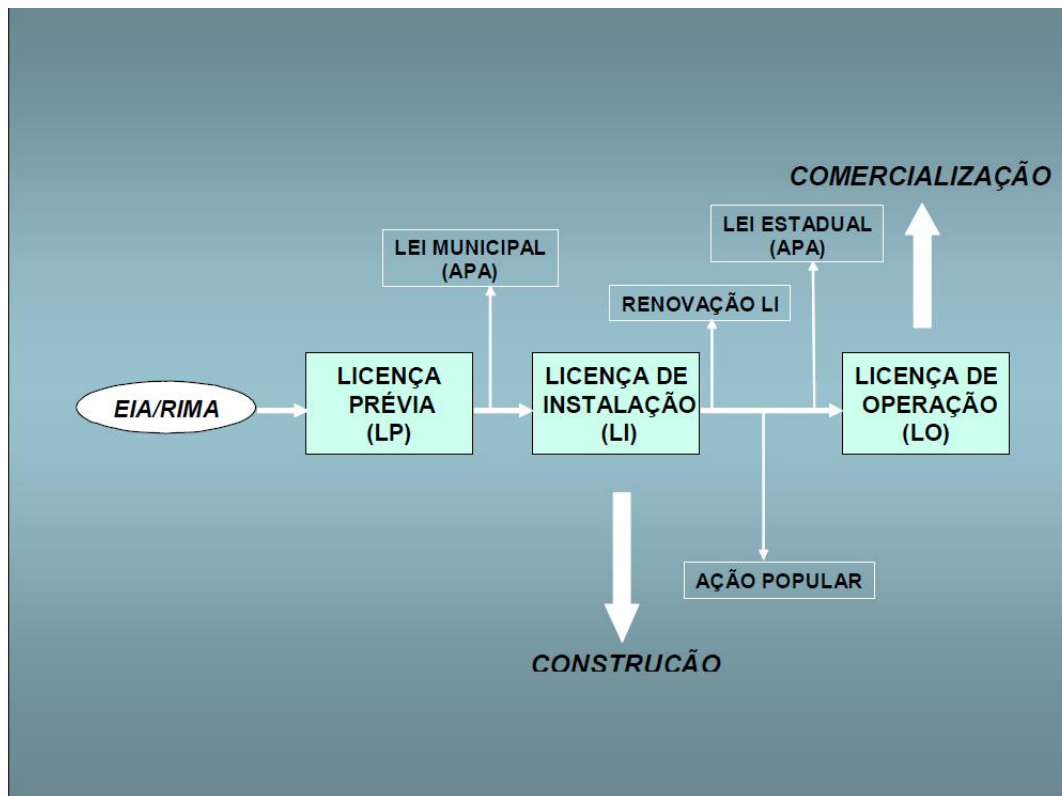 COMERCIALIZAÇÃO
LEI MUNICIPAL
(APA)
LEI ESTADUAL
(APA)
RENOVAÇÃO LI
EIA/RIMA
LICENÇA
PRÉVIA
(LP)
LICENÇA DE
INSTALAÇÃO
(LI)
LICENÇA DE
OPERAÇÃO
(LO)
AÇÃO POPULAR
CONSTRUÇÃO